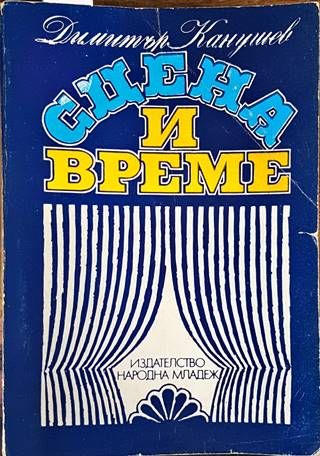 Димитър Канушев
СЦЕНА
И
ВРЕМЕ
ИЗДАТЕЛСТВО
НАРОДНА МЛАДЕЖ